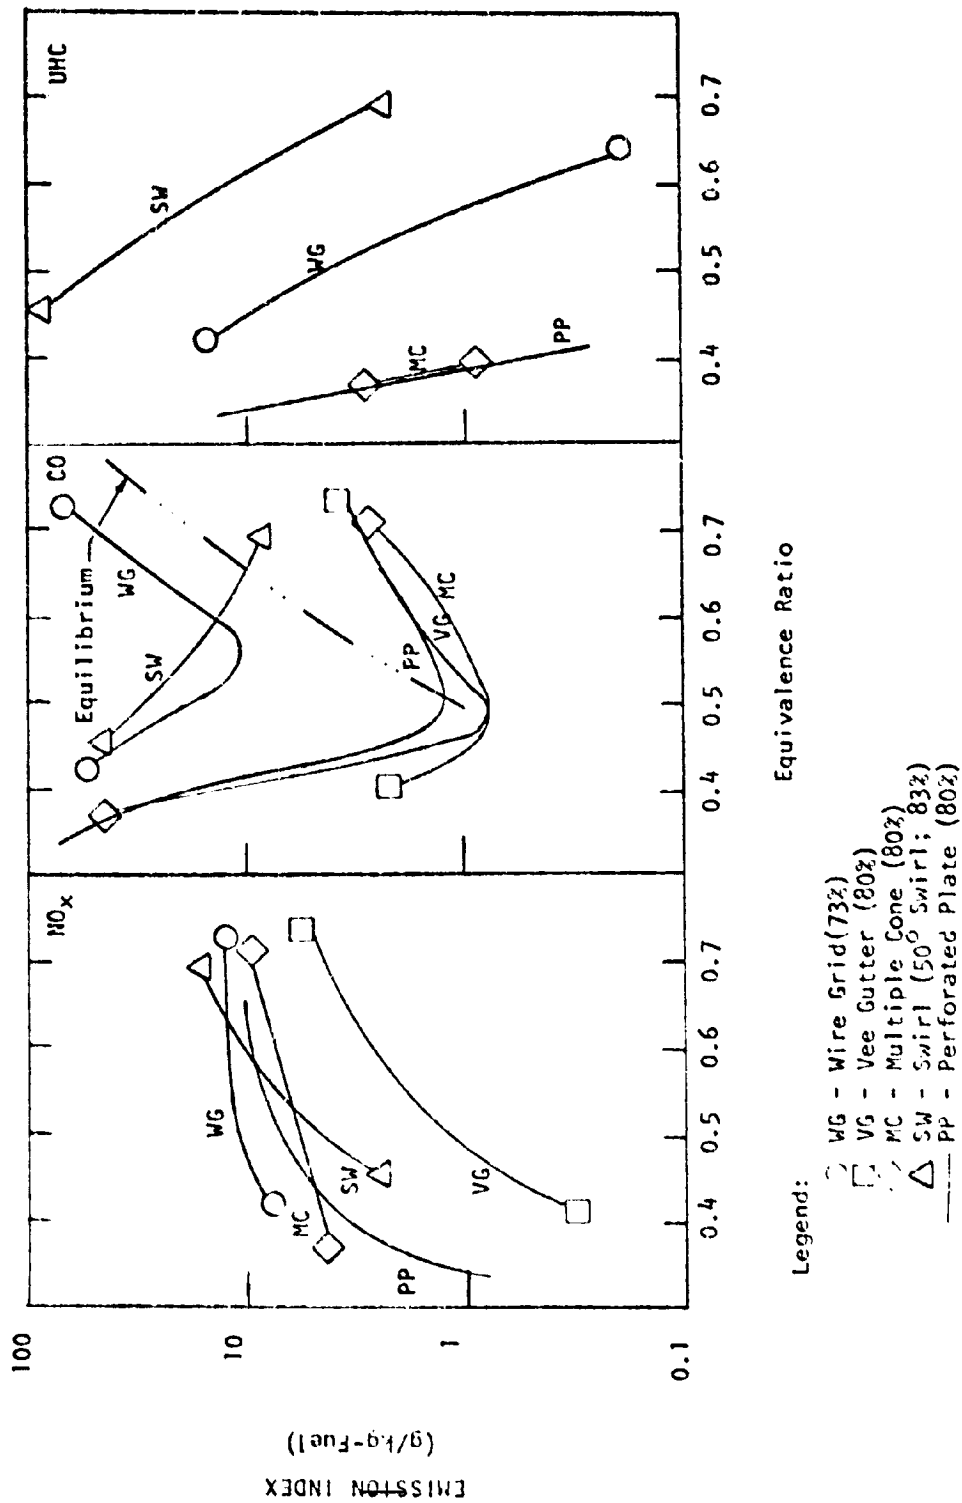 EMISSION INDEX
(g/kg-Fuel)
100
10
1
0.1
NOx
WG
MC
SW
PP
VG
0.4
0.5
0.6
0.7
CO
Equilibrium
WG
SW
PP
VG
MC
0.4
0.5
0.6
0.7
UHC
SW
WG
MC
PP
0.4
0.5
0.6
0.7
Equivalence Ratio
Legend:
WG - Wire Grid(73%)
VG - Vee Gutter (80%)
MC - Multiple Cone (80%)
SW - Swirl (50° Swirl; 83%)
PP - Perforated Plate (80%)